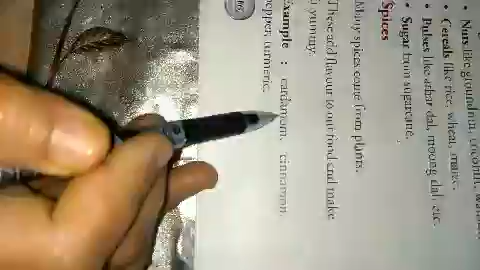 • Nuts like groundnut, coconut,
• Cereals like rice, wheat, maize.
• Pulses like arhar dal, moong dal, etc.
• Sugar from sugarcane.
Spices
Many spices come from plants.
These add flavour to our food and make
yummy.
Example : cardamom, cinnamon,
pepper, turmeric.